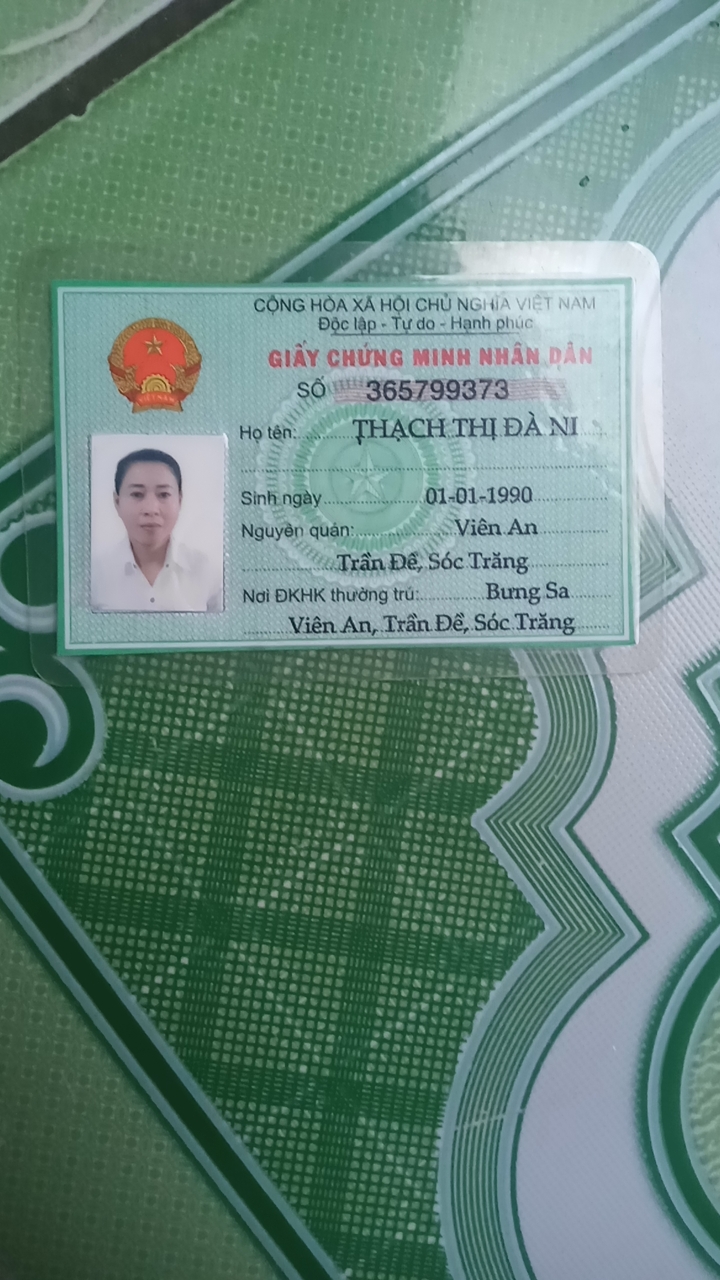 CỘNG HÒA XÃ HỘI CHỦ NGHĨA VIỆT NAM
Độc lập - Tự do - Hạnh phúc
GIẤY CHỨNG MINH NHÂN DÂN
SỐ 365799373
Họ tên: THẠCH THỊ ĐÀ NI
Sinh ngày 01-01-1990
Nguyên quán: Viên An
Trần Đề, Sóc Trăng
Nơi ĐKHK thường trú: Bưng Sa
Viên An, Trần Đề, Sóc Trăng
VIỆT NAM